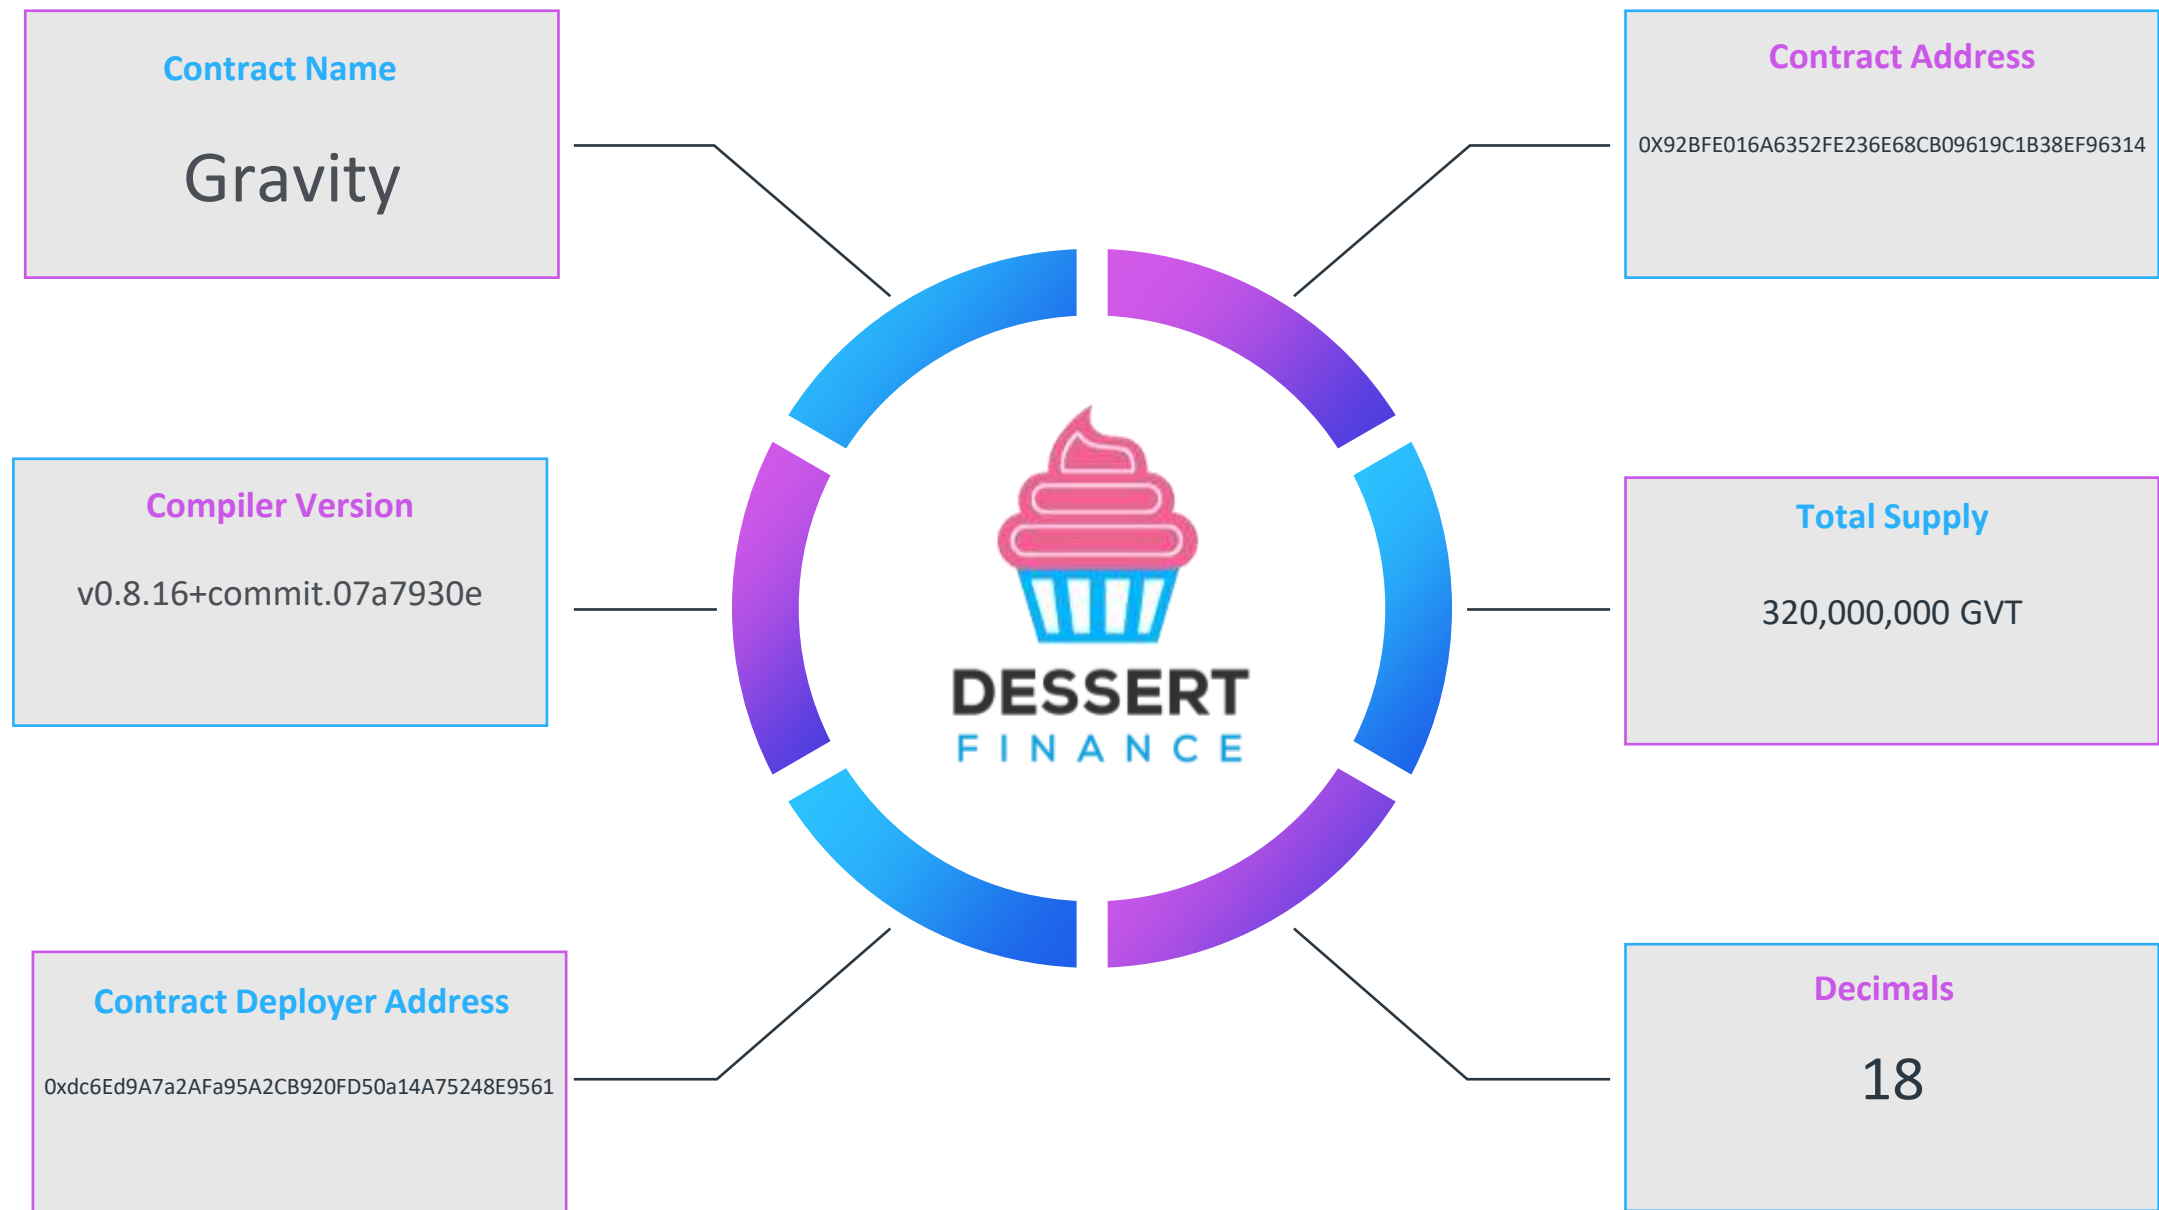 Contract Name
Gravity
Contract Address
0X92BFE016A6352FE236E68CB09619C1B38EF96314
Compiler Version
v0.8.16+commit.07a7930e
Total Supply
320,000,000 GVT
DESSERT
FINANCE
Contract Deployer Address
0xdc6Ed9A7a2AFa95A2CB920FD50a14A75248E9561
Decimals
18